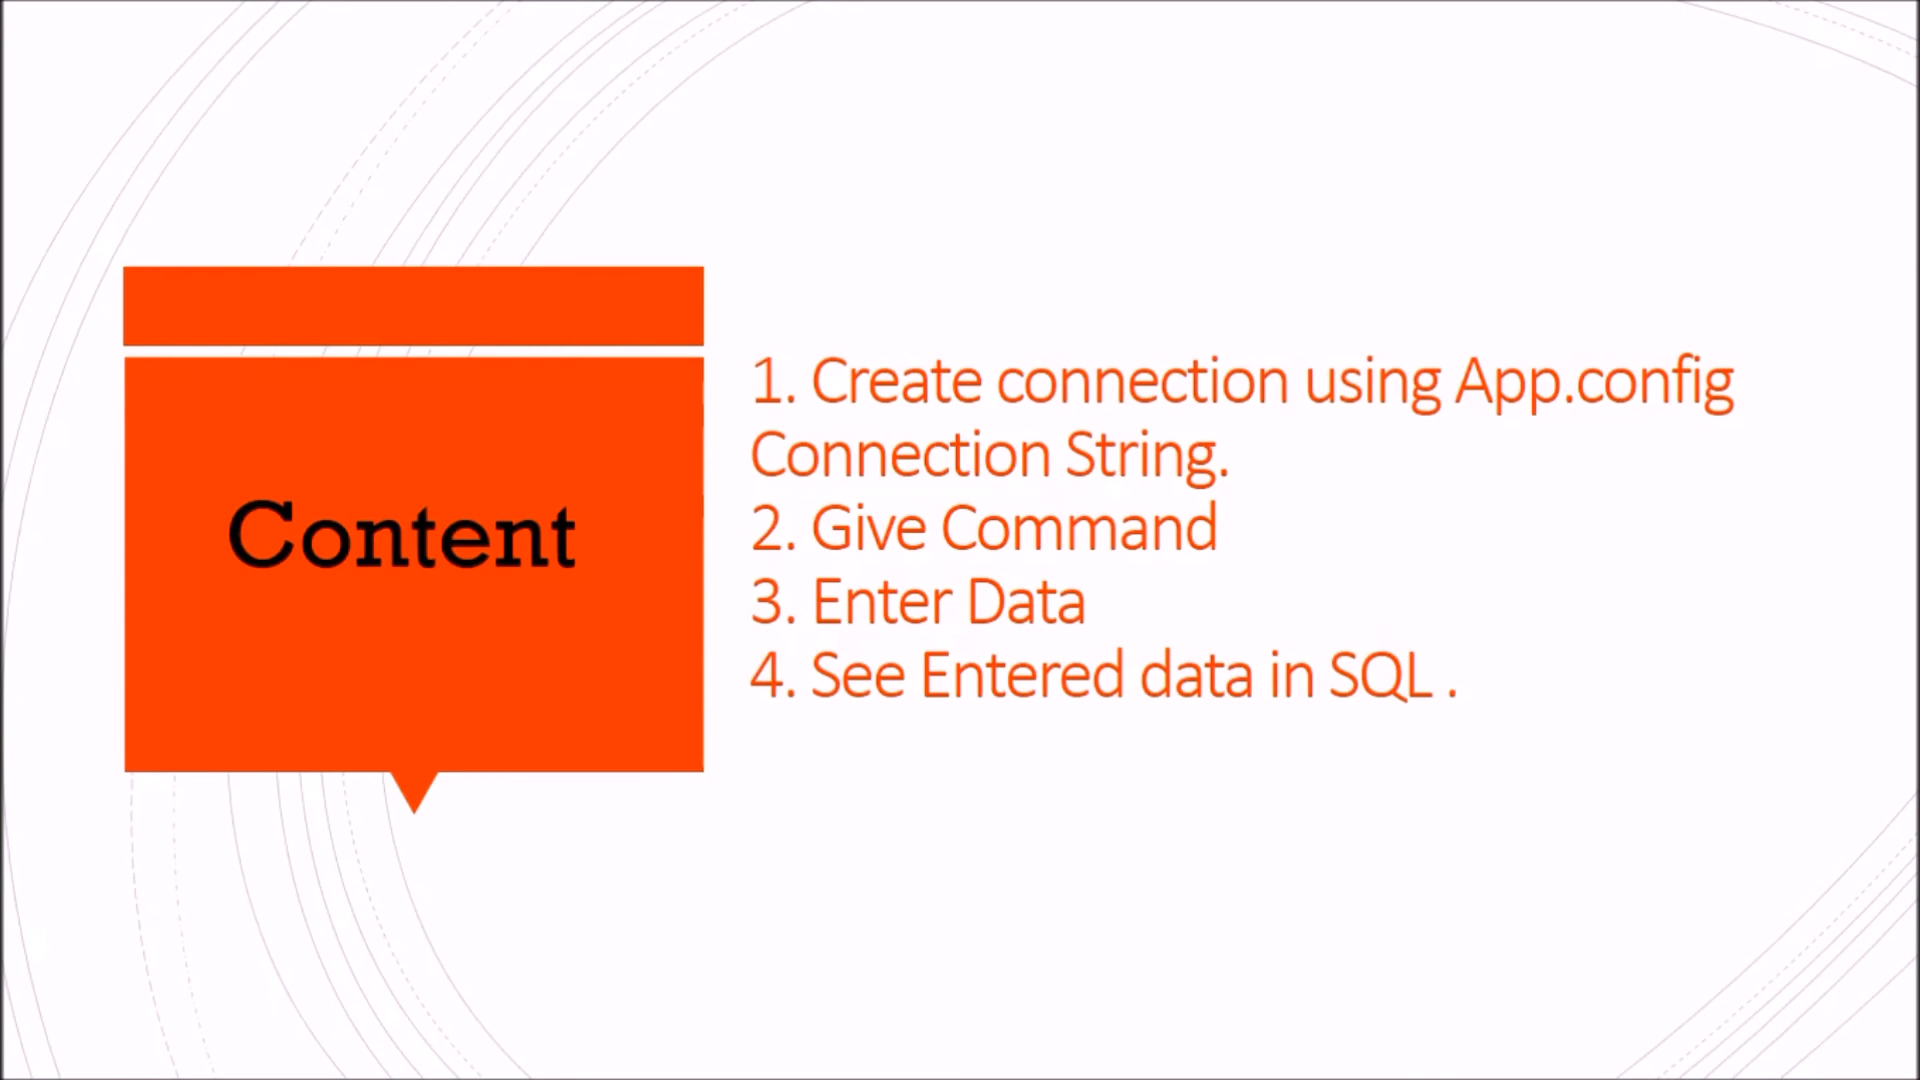 Content
1. Create connection using App.config
Connection String.
2. Give Command
3. Enter Data
4. See Entered data in SQL .